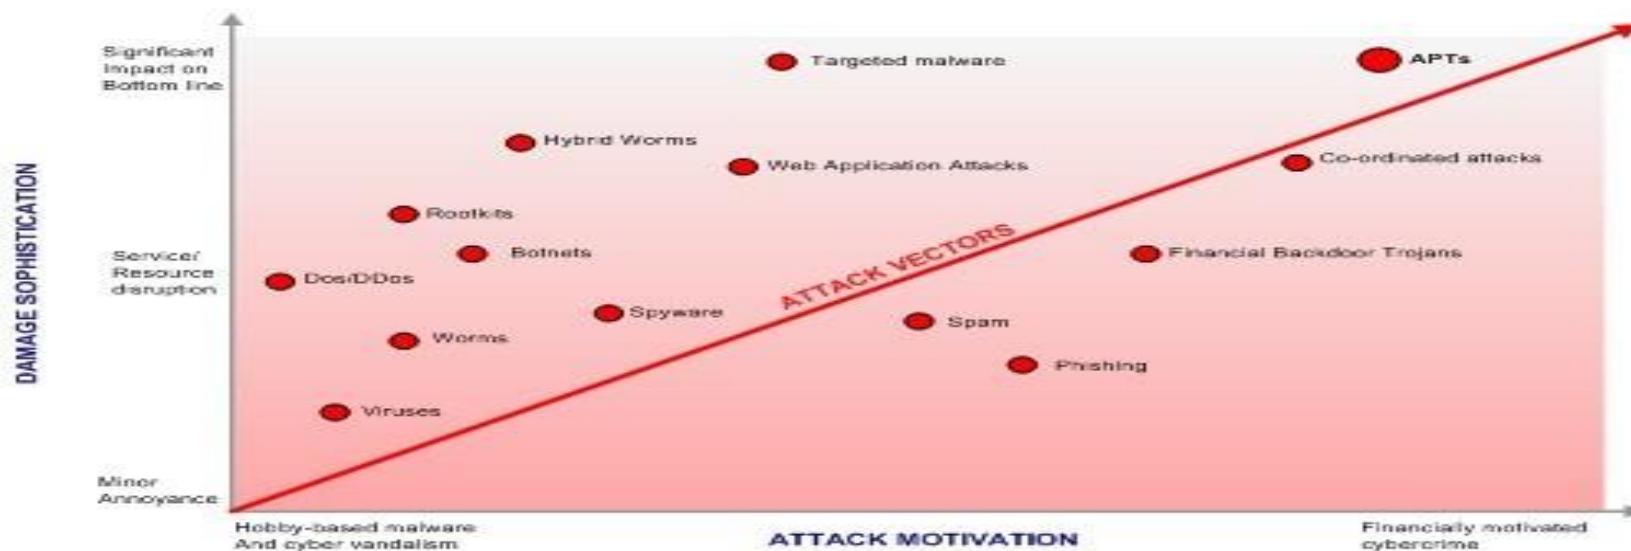 Significant
Impact on
Bottom line
Targeted malware
APTs
Hybrid Worms
Web Application Attacks
Co-ordinated attacks
Rootkits
Botnets
Financial Backdoor Trojans
Service/
Resource
disruption
Dos/DDos
ATTACK VECTORS
Spyware
Spam
Worms
Phishing
Viruses
DAMAGE SOPHISTICATION
Minor
Annoyance
Hobby-based malware
And cyber vandalism
ATTACK MOTIVATION
Financially motivated
cybercrime